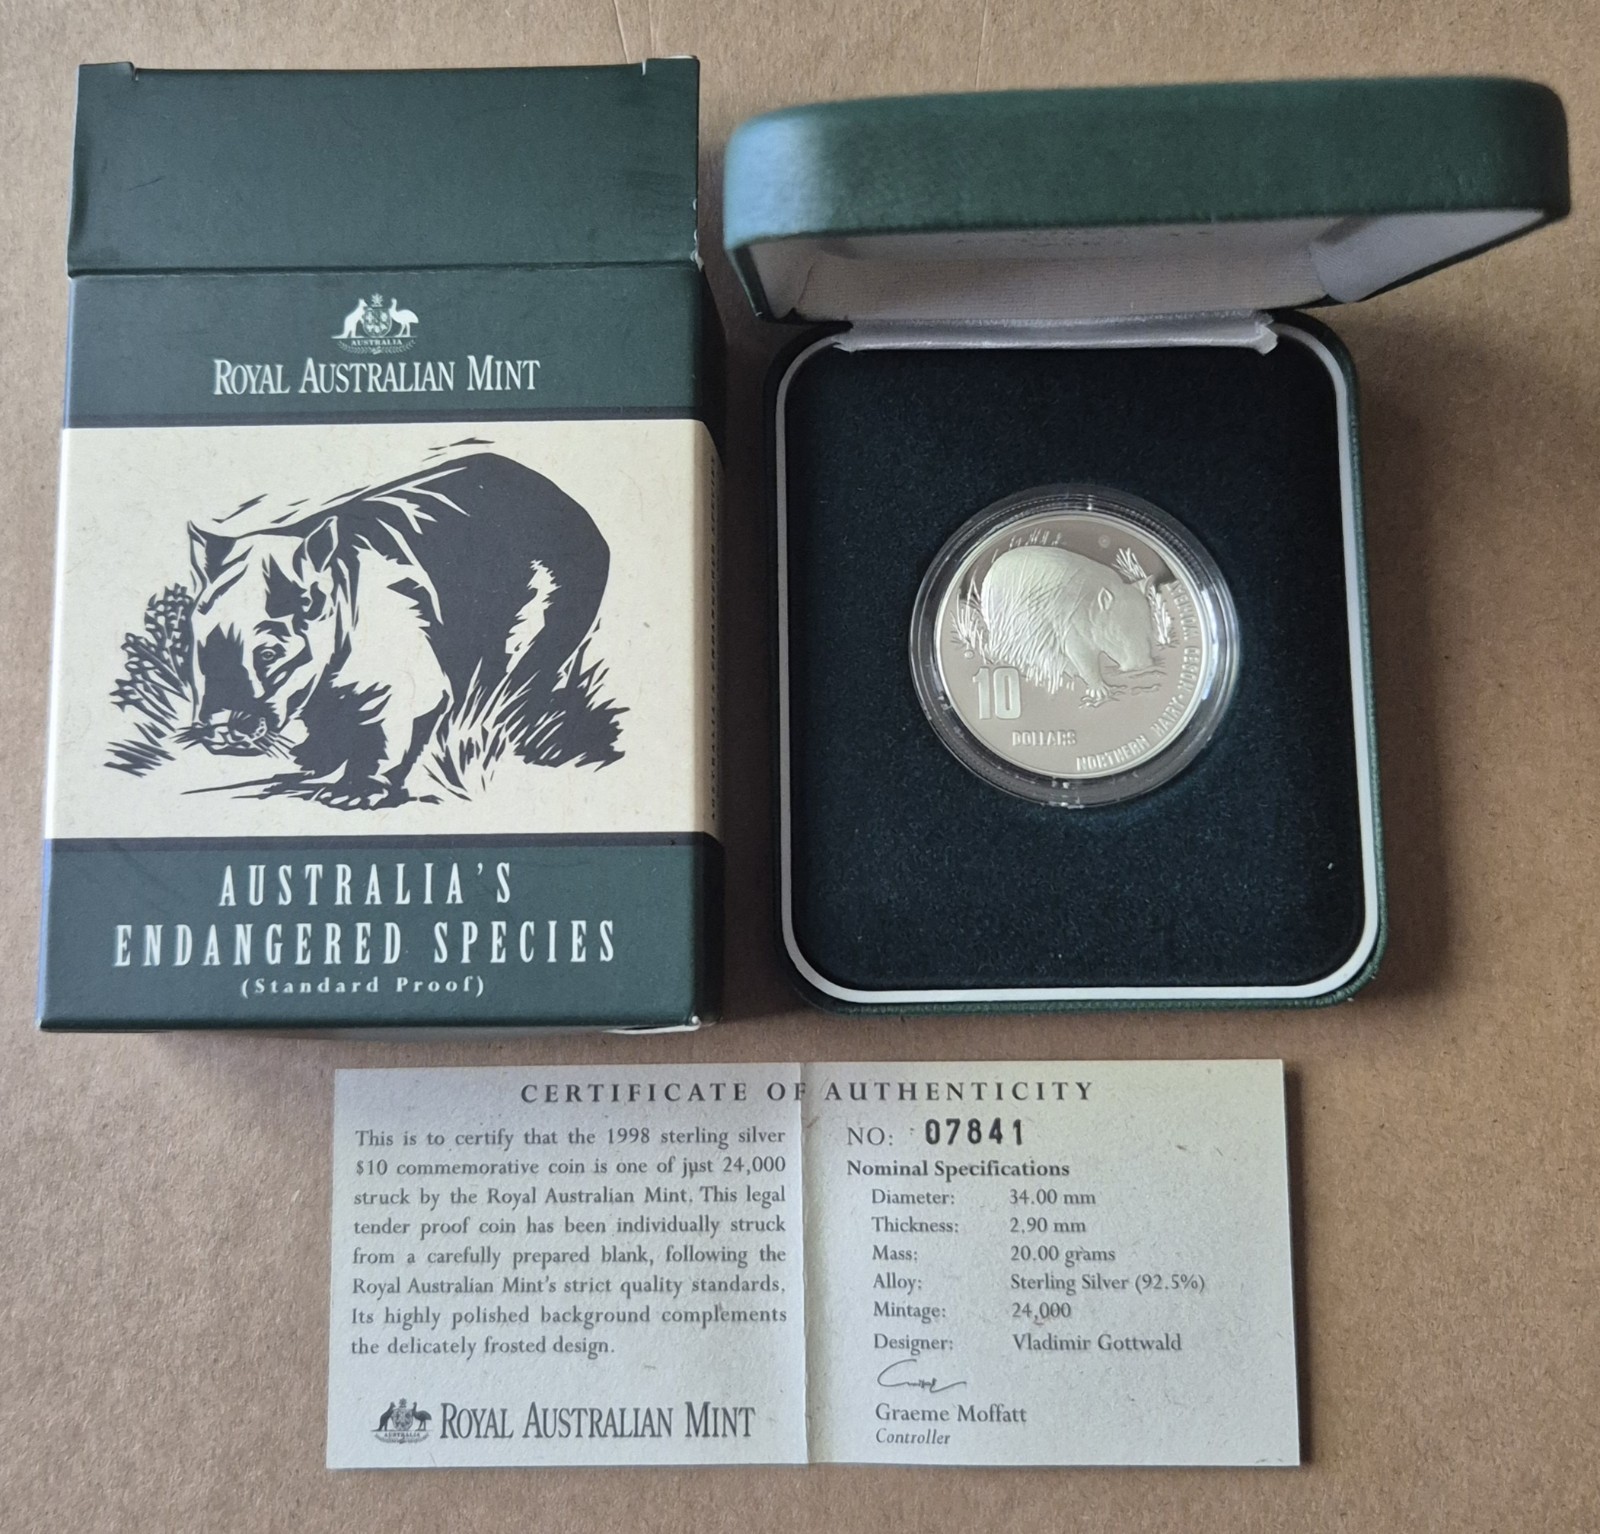 AUSTRALIA
ROYAL AUSTRALIAN MINT
AUSTRALIA'S
ENDANGERED SPECIES
(Standard Proof)
10
DOLLARS
NORTHERN HAIRY-NOSED WOMBAT
CERTIFICATE OF AUTHENTICITY
This is to certify that the 1998 sterling silver
$10 commemorative coin is one of just 24,000
struck by the Royal Australian Mint. This legal
tender proof coin has been individually struck
from a carefully prepared blank, following the
Royal Australian Mint's strict quality standards.
Its highly polished background complements
the delicately frosted design.
AUSTRALIA
ROYAL AUSTRALIAN MINT
NO: 07841
Nominal Specifications
Diameter: 34.00 mm
Thickness: 2.90 mm
Mass: 20.00 grams
Alloy: Sterling Silver (92.5%)
Mintage: 24,000
Designer: Vladimir Gottwald
Graeme Moffatt
Controller